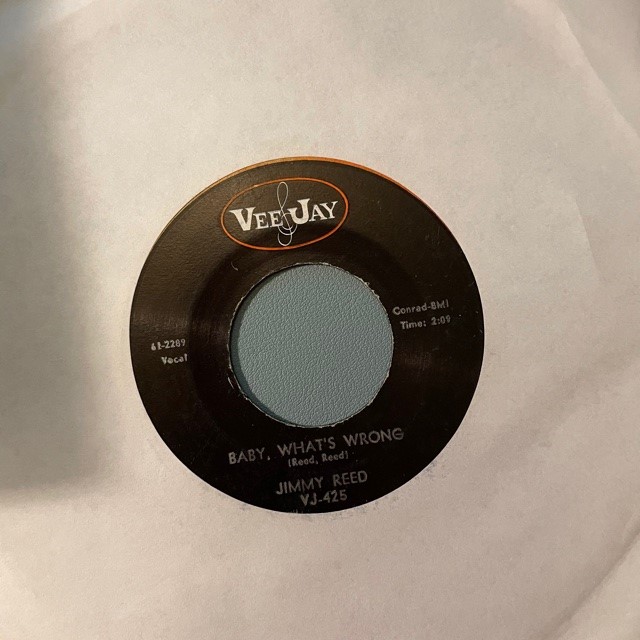 VEE JAY
Conrad-BMI
Time: 2:09
61-2289
Vocal
BABY, WHAT'S WRONG
(Reed, Reed)
JIMMY REED
VJ-425